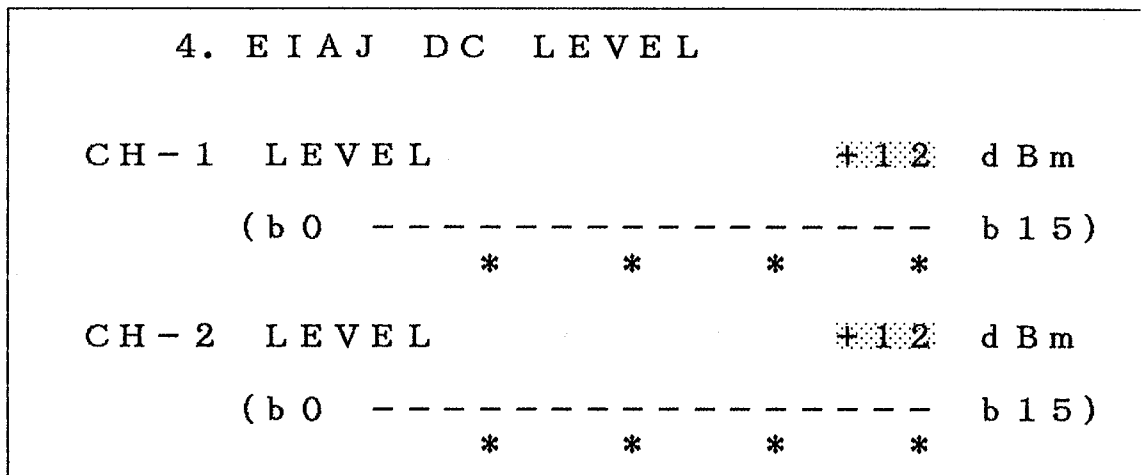 4. EIAJ DC LEVEL
CH-1 LEVEL +12 dBm
(b0 ---------------- b15)
* * * *
CH-2 LEVEL +12 dBm
(b0 ---------------- b15)
* * * *